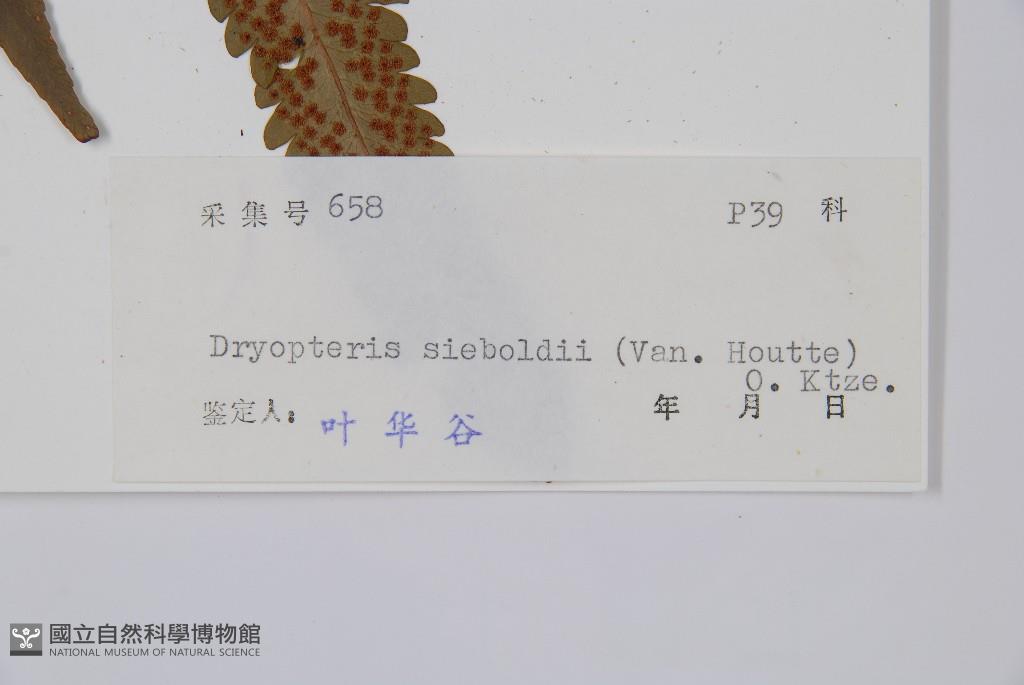 采集号 658 P39 科
Dryopteris sieboldii (Van. Houtte)
O. Ktze.
鉴定人: 叶华谷 年 月 日
國立自然科學博物館
NATIONAL MUSEUM OF NATURAL SCIENCE